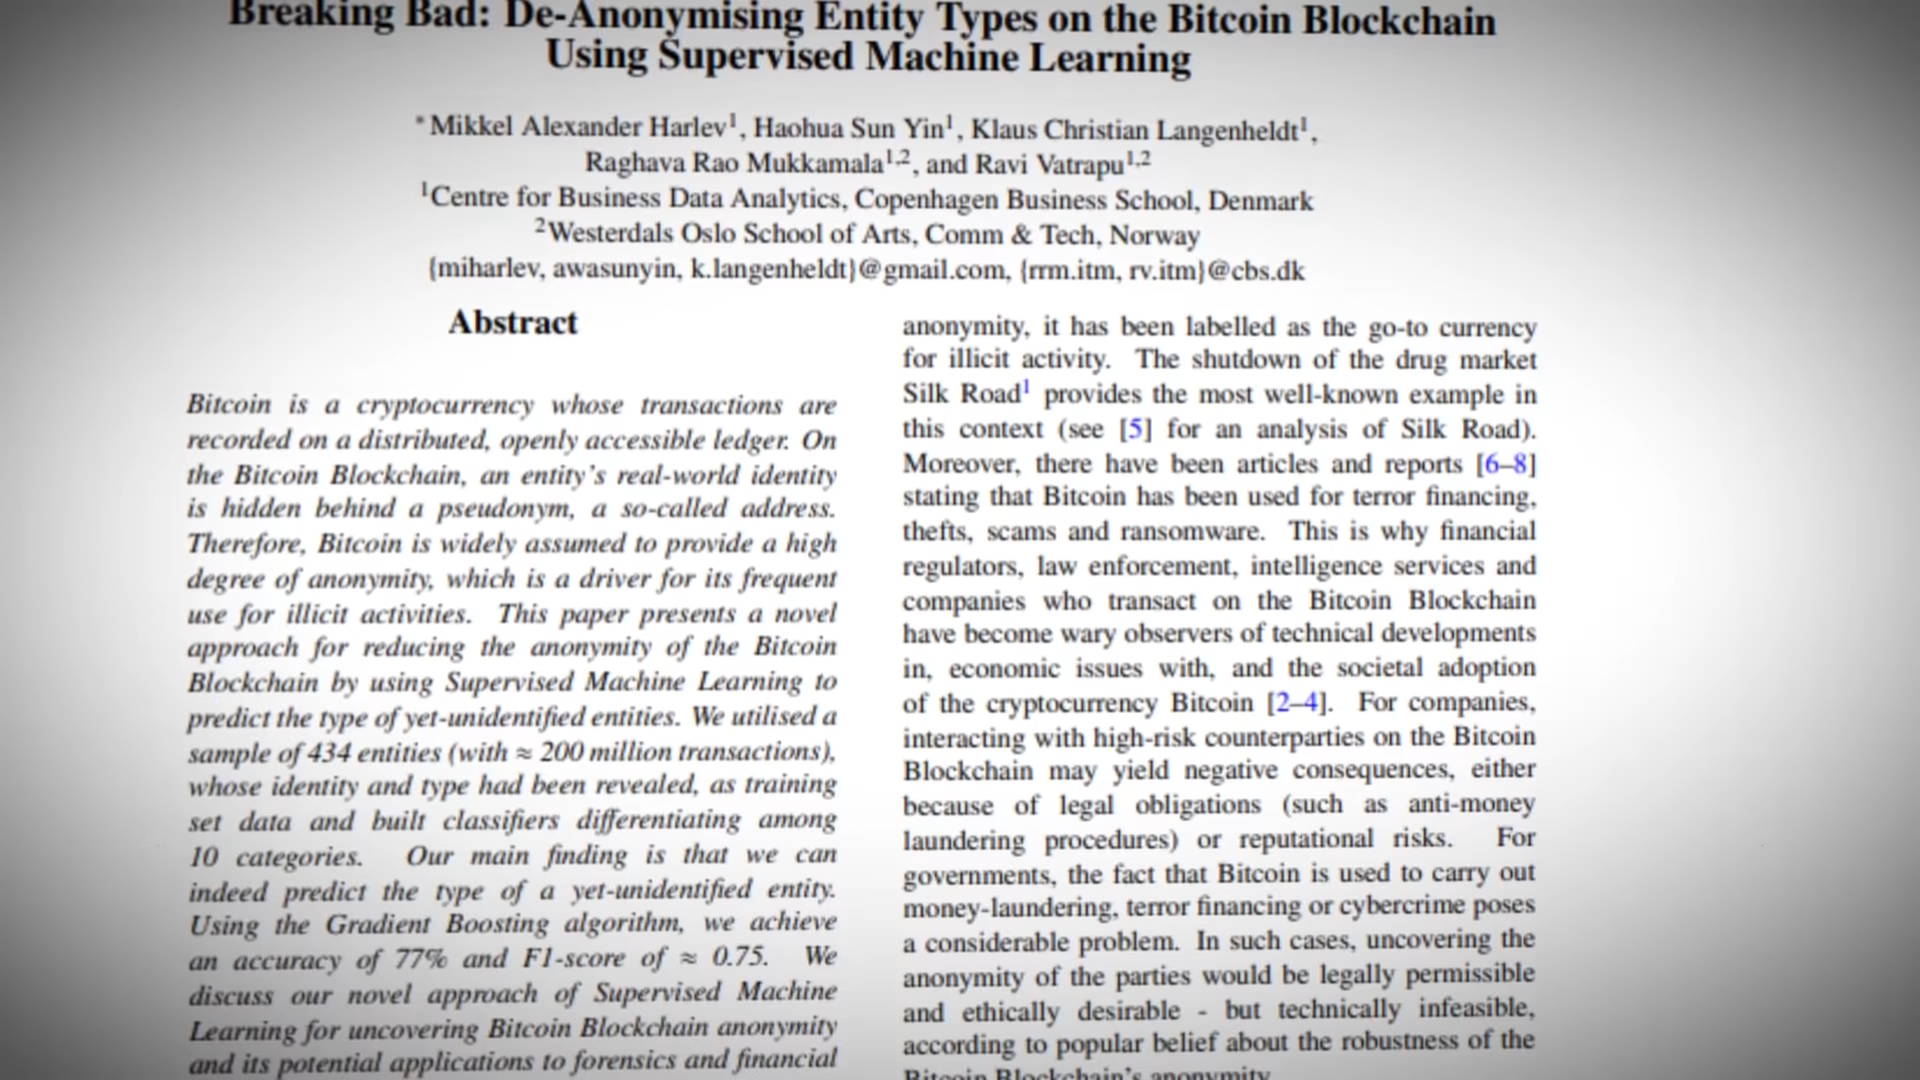 Breaking Bad: De-Anonymising Entity Types on the Bitcoin Blockchain
Using Supervised Machine Learning
*Mikkel Alexander Harlev1, Haohua Sun Yin1, Klaus Christian Langenheldt1,
Raghava Rao Mukkamala1,2, and Ravi Vatrapu1,2
1Centre for Business Data Analytics, Copenhagen Business School, Denmark
2Westerdals Oslo School of Arts, Comm & Tech, Norway
{miharlev, awasunyin, k.langenheldt}@gmail.com, {rrm.itm, rv.itm}@cbs.dk
Abstract
Bitcoin is a cryptocurrency whose transactions are
recorded on a distributed, openly accessible ledger. On
the Bitcoin Blockchain, an entity's real-world identity
is hidden behind a pseudonym, a so-called address.
Therefore, Bitcoin is widely assumed to provide a high
degree of anonymity, which is a driver for its frequent
use for illicit activities. This paper presents a novel
approach for reducing the anonymity of the Bitcoin
Blockchain by using Supervised Machine Learning to
predict the type of yet-unidentified entities. We utilised a
sample of 434 entities (with ≈ 200 million transactions),
whose identity and type had been revealed, as training
set data and built classifiers differentiating among
10 categories. Our main finding is that we can
indeed predict the type of a yet-unidentified entity.
Using the Gradient Boosting algorithm, we achieve
an accuracy of 77% and F1-score of ≈ 0.75. We
discuss our novel approach of Supervised Machine
Learning for uncovering Bitcoin Blockchain anonymity
and its potential applications to forensics and financial
anonymity, it has been labelled as the go-to currency
for illicit activity. The shutdown of the drug market
Silk Road1 provides the most well-known example in
this context (see [5] for an analysis of Silk Road).
Moreover, there have been articles and reports [6–8]
stating that Bitcoin has been used for terror financing,
thefts, scams and ransomware. This is why financial
regulators, law enforcement, intelligence services and
companies who transact on the Bitcoin Blockchain
have become wary observers of technical developments
in, economic issues with, and the societal adoption
of the cryptocurrency Bitcoin [2–4]. For companies,
interacting with high-risk counterparties on the Bitcoin
Blockchain may yield negative consequences, either
because of legal obligations (such as anti-money
laundering procedures) or reputational risks. For
governments, the fact that Bitcoin is used to carry out
money-laundering, terror financing or cybercrime poses
a considerable problem. In such cases, uncovering the
anonymity of the parties would be legally permissible
and ethically desirable - but technically infeasible,
according to popular belief about the robustness of the
Bitcoin Blockchain's anonymity